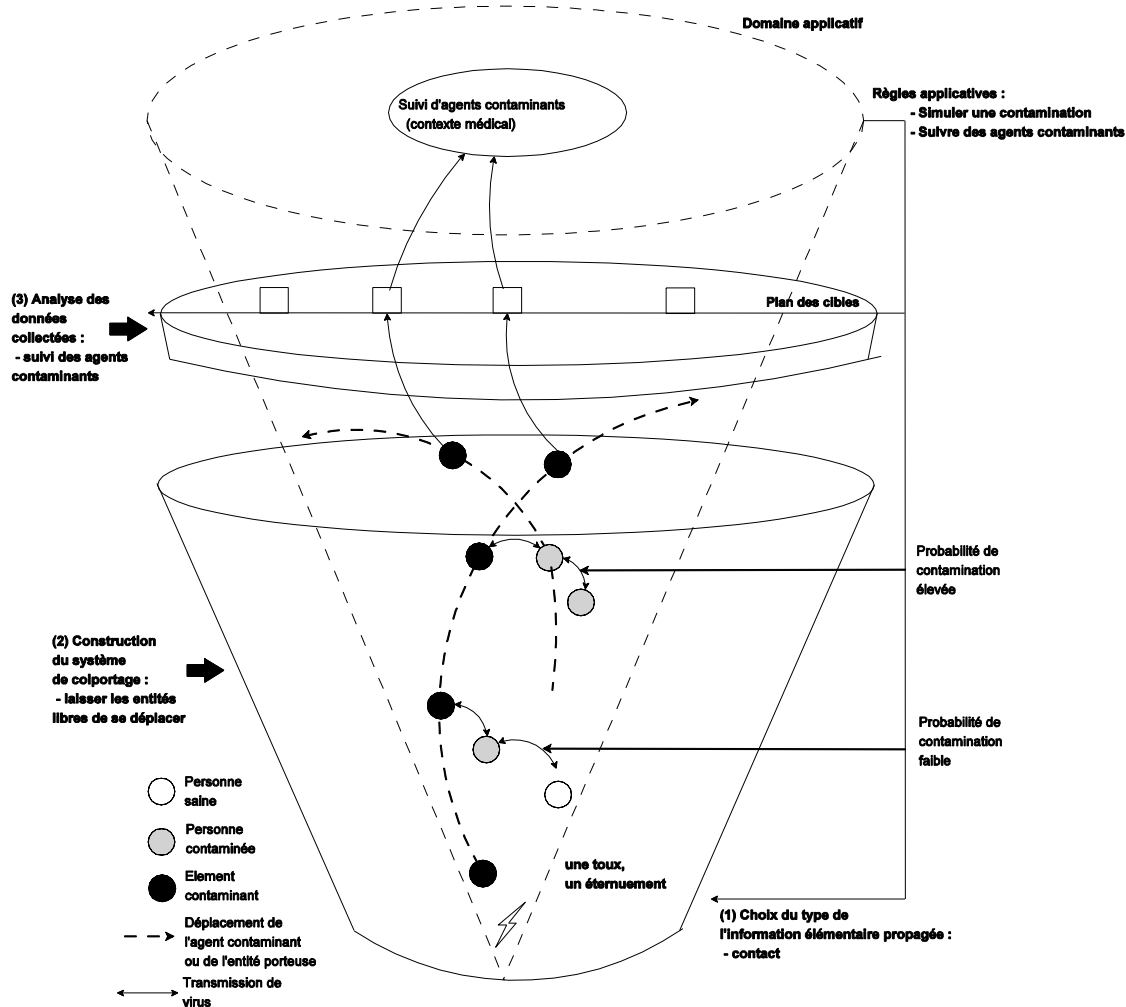 Domaine applicatif
Suivi d'agents contaminants
(contexte médical)
Règles applicatives :
- Simuler une contamination
- Suivre des agents contaminants
(3) Analyse des
données
collectées :
- suivi des agents
contaminants
Plan des cibles
Probabilité de
contamination
élevée
(2) Construction
du système
de colportage :
- laisser les entités
libres de se déplacer
Probabilité de
contamination
faible
Personne
saine
Personne
contaminée
Element
contaminant
Déplacement de
l'agent contaminant
ou de l'entité porteuse
Transmission de
virus
une toux,
un éternuement
(1) Choix du type de
l'information élémentaire propagée :
- contact